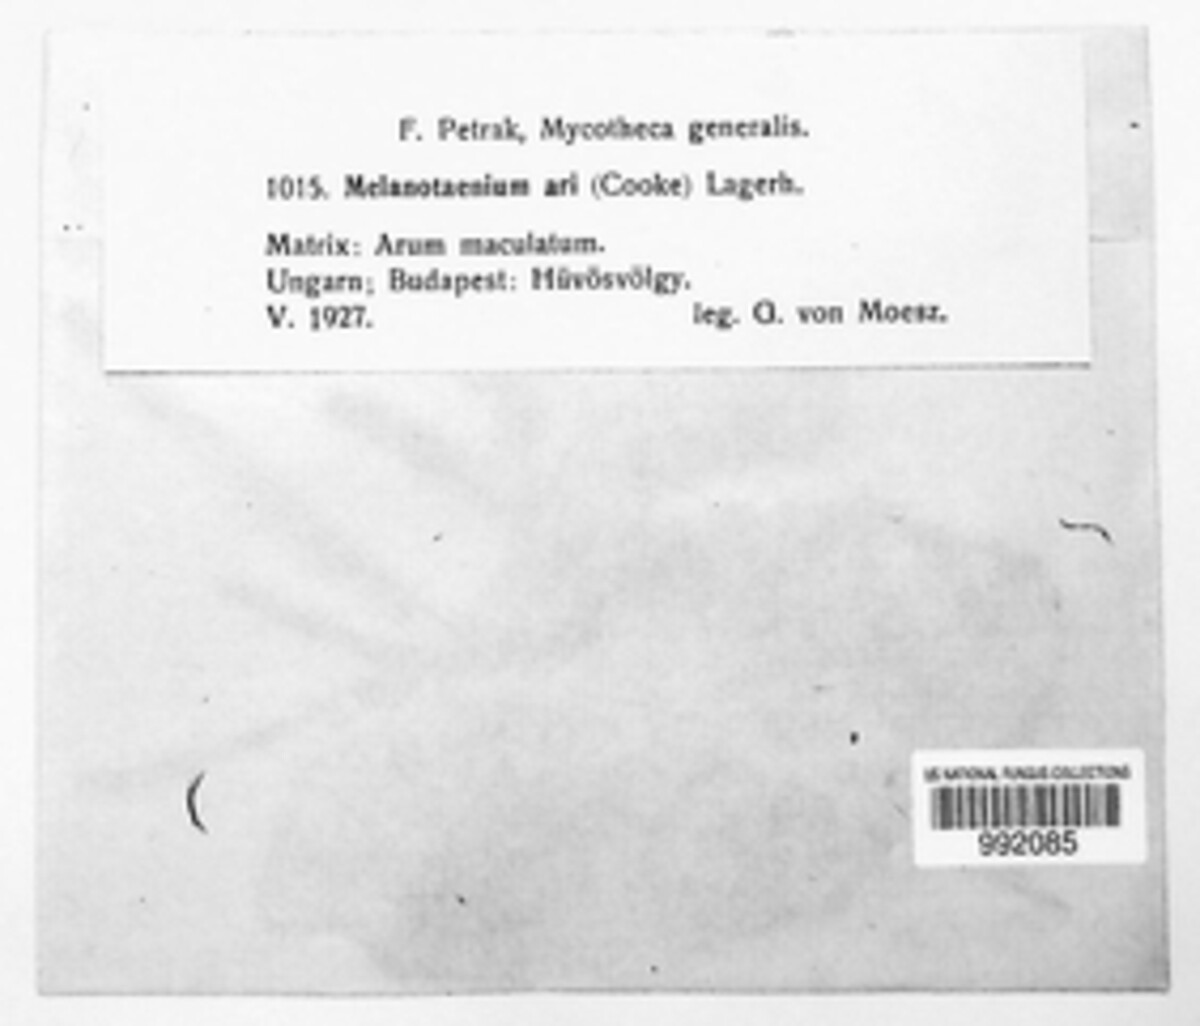 F. Petrak, Mycotheca generalis.
1015. Melanotaenium ari (Cooke) Lagerh.
Matrix: Arum maculatum.
Ungarn; Budapest: Hüvösvölgy.
V. 1927. leg. G. von Moesz.
US NATIONAL FUNGUS COLLECTIONS
992085